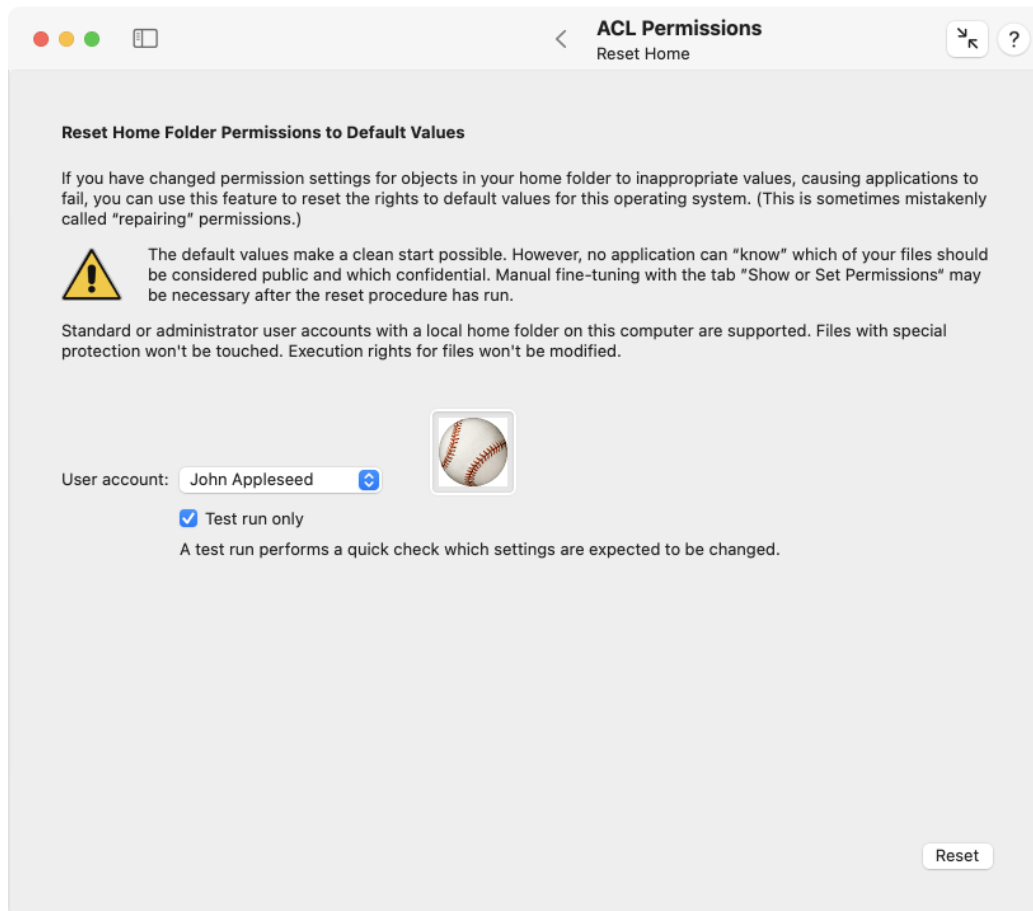 ACL Permissions
Reset Home
?
Reset Home Folder Permissions to Default Values
If you have changed permission settings for objects in your home folder to inappropriate values, causing applications to
fail, you can use this feature to reset the rights to default values for this operating system. (This is sometimes mistakenly
called “repairing” permissions.)
The default values make a clean start possible. However, no application can “know” which of your files should
be considered public and which confidential. Manual fine-tuning with the tab "Show or Set Permissions“ may
be necessary after the reset procedure has run.
Standard or administrator user accounts with a local home folder on this computer are supported. Files with special
protection won't be touched. Execution rights for files won't be modified.
User account: John Appleseed
Test run only
A test run performs a quick check which settings are expected to be changed.
Reset